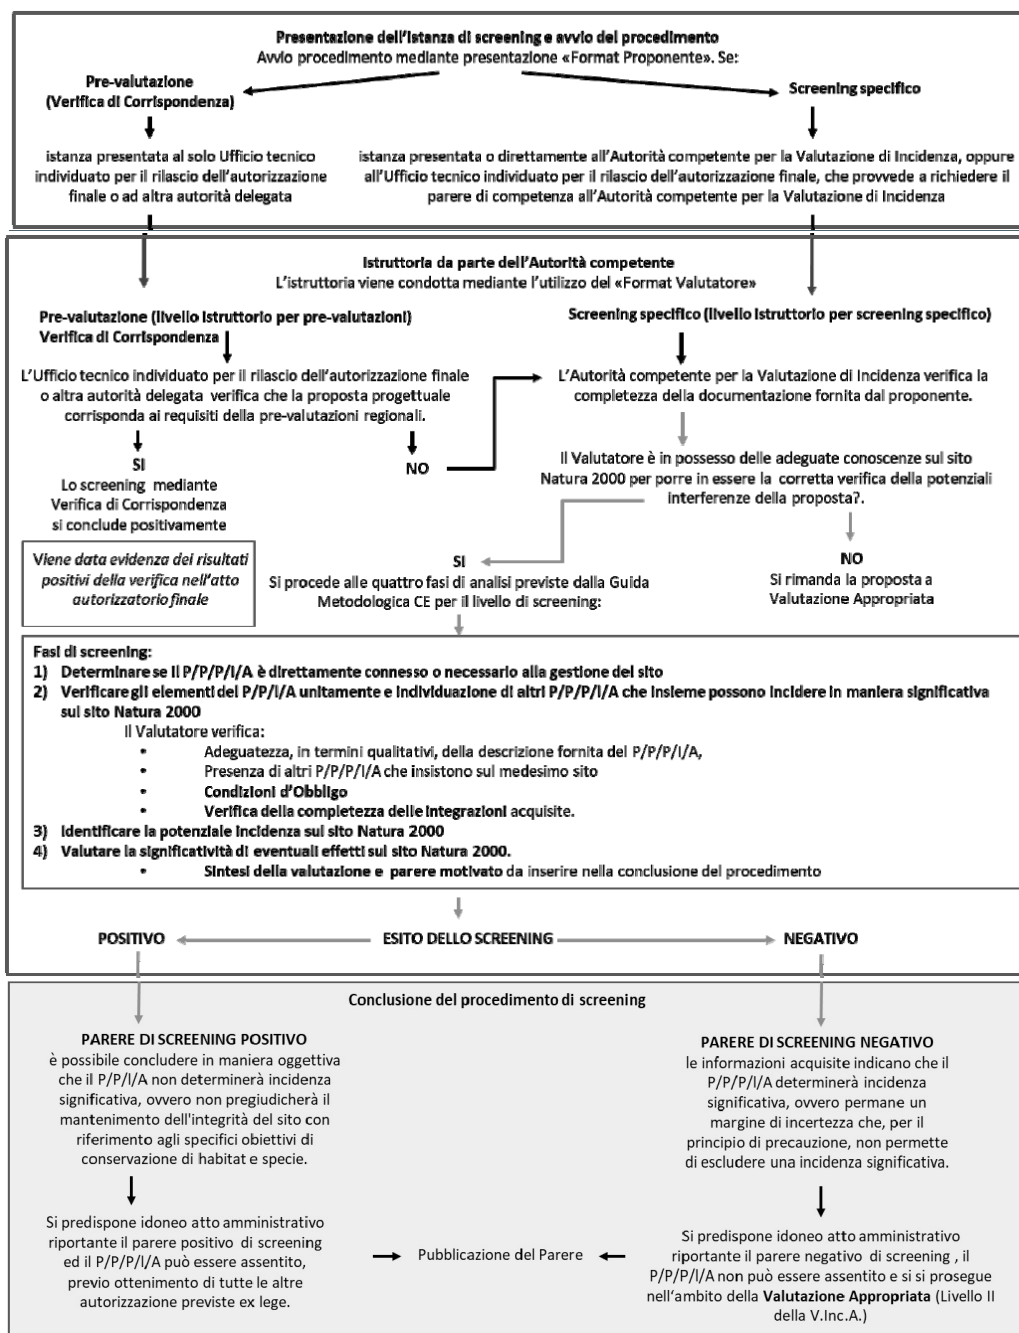 Presentazione dell'istanza di screening e avvio del procedimento
Avvio procedimento mediante presentazione «Format Proponente». Se:
Pre-valutazione
(Verifica di Corrispondenza)
Screening specifico
istanza presentata al solo Ufficio tecnico
individuato per il rilascio dell'autorizzazione
finale o ad altra autorità delegata
istanza presentata o direttamente all'Autorità competente per la Valutazione di Incidenza, oppure
all'Ufficio tecnico individuato per il rilascio dell'autorizzazione finale, che provvede a richiedere il
parere di competenza all'Autorità competente per la Valutazione di Incidenza
Istruttoria da parte dell'Autorità competente
L'istruttoria viene condotta mediante l'utilizzo del «Format Valutatore»
Pre-valutazione (livello istruttorio per pre-valutazioni)
Verifica di Corrispondenza
Screening specifico (livello istruttorio per screening specifico)
L'Ufficio tecnico individuato per il rilascio dell'autorizzazione finale
o altra autorità delegata verifica che la proposta progettuale
corrisponda ai requisiti della pre-valutazioni regionali.
L'Autorità competente per la Valutazione di Incidenza verifica la
completezza della documentazione fornita dal proponente.
SI
Lo screening mediante
Verifica di Corrispondenza
si conclude positivamente
NO
Il Valutatore è in possesso delle adeguate conoscenze sul sito
Natura 2000 per porre in essere la corretta verifica della potenziali
interferenze della proposta?.
Viene data evidenza dei risultati
positivi della verifica nell'atto
autorizzatorio finale
SI
Si procede alle quattro fasi di analisi previste dalla Guida
Metodologica CE per il livello di screening:
NO
Si rimanda la proposta a
Valutazione Appropriata
Fasi di screening:
1) Determinare se il P/P/P/I/A è direttamente connesso o necessario alla gestione del sito
2) Verificare gli elementi del P/P/I/A unitamente e individuazione di altri P/P/P/I/A che insieme possono incidere in maniera significativa
sul sito Natura 2000
Il Valutatore verifica:
• Adeguatezza, in termini qualitativi, della descrizione fornita del P/P/P/I/A,
• Presenza di altri P/P/P/I/A che insistono sul medesimo sito
• Condizioni d'Obbligo
• Verifica della completezza delle integrazioni acquisite.
3) Identificare la potenziale incidenza sul sito Natura 2000
4) Valutare la significatività di eventuali effetti sul sito Natura 2000.
• Sintesi della valutazione e parere motivato da inserire nella conclusione del procedimento
POSITIVO
ESITO DELLO SCREENING
NEGATIVO
Conclusione del procedimento di screening
PARERE DI SCREENING POSITIVO
è possibile concludere in maniera oggettiva
che il P/P/I/A non determinerà incidenza
significativa, ovvero non pregiudicherà il
mantenimento dell'integrità del sito con
riferimento agli specifici obiettivi di
conservazione di habitat e specie.
PARERE DI SCREENING NEGATIVO
le informazioni acquisite indicano che il
P/P/P/I/A determinerà incidenza
significativa, ovvero permane un
margine di incertezza che, per il
principio di precauzione, non permette
di escludere una incidenza significativa.
Si predispone idoneo atto amministrativo
riportante il parere positivo di screening
ed il P/P/P/I/A può essere assentito,
previo ottenimento di tutte le altre
autorizzazione previste ex lege.
Pubblicazione del Parere
Si predispone idoneo atto amministrativo
riportante il parere negativo di screening , il
P/P/P/I/A non può essere assentito e si si prosegue
nell'ambito della Valutazione Appropriata (Livello II
della V.Inc.A.)